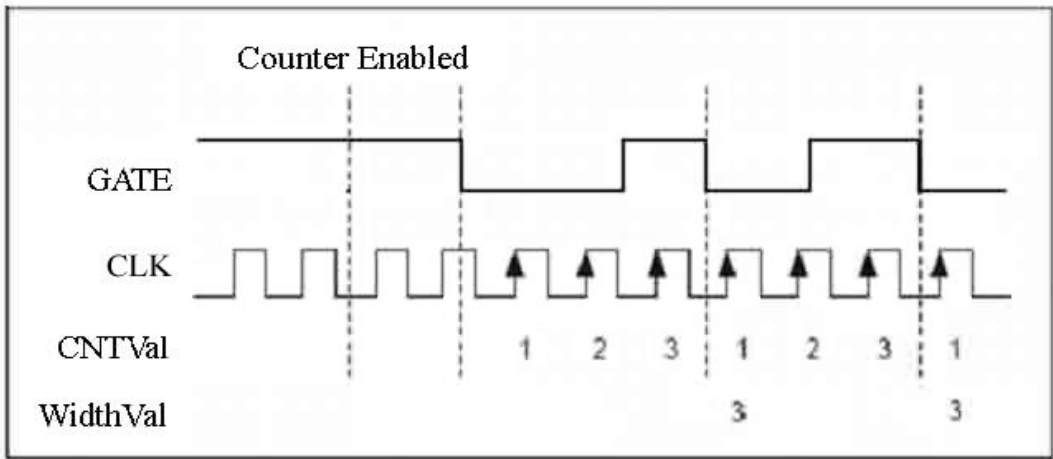 Counter Enabled
GATE
CLK
CNTVal 1 2 3 1 2 3 1
WidthVal 3 3